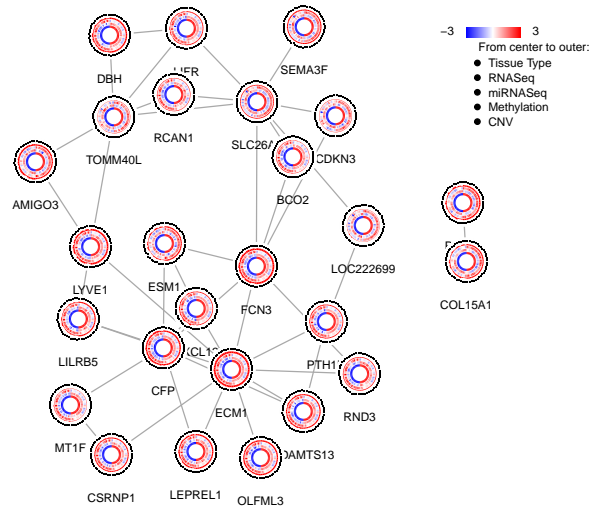 −3
3
From center to outer:
Tissue Type
RNASeq
miRNASeq
Methylation
CNV
DBH
SEMA3F
RCAN1
TOMM40L
CDKN3
BCO2
AMIGO3
LOC222699
LYVE1
ESM1
FCN3
COL15A1
LILRB5
CFP
ECM1
RND3
MT1F
CSRNP1
LEPREL1
OLFML3